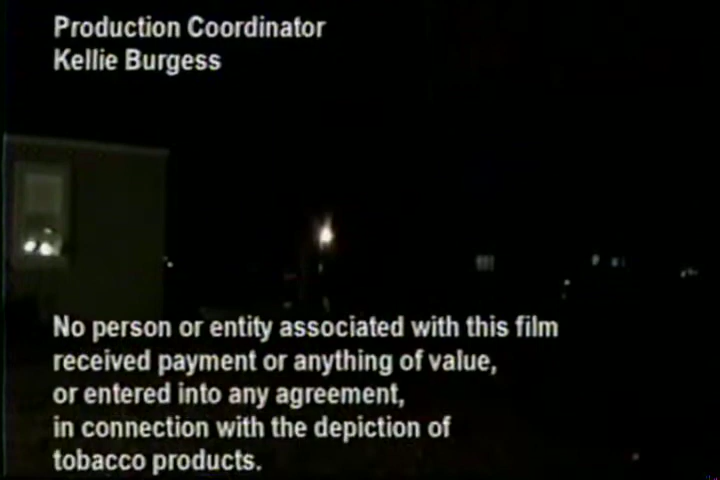 Production Coordinator
Kellie Burgess
No person or entity associated with this film
received payment or anything of value,
or entered into any agreement,
in connection with the depiction of
tobacco products.